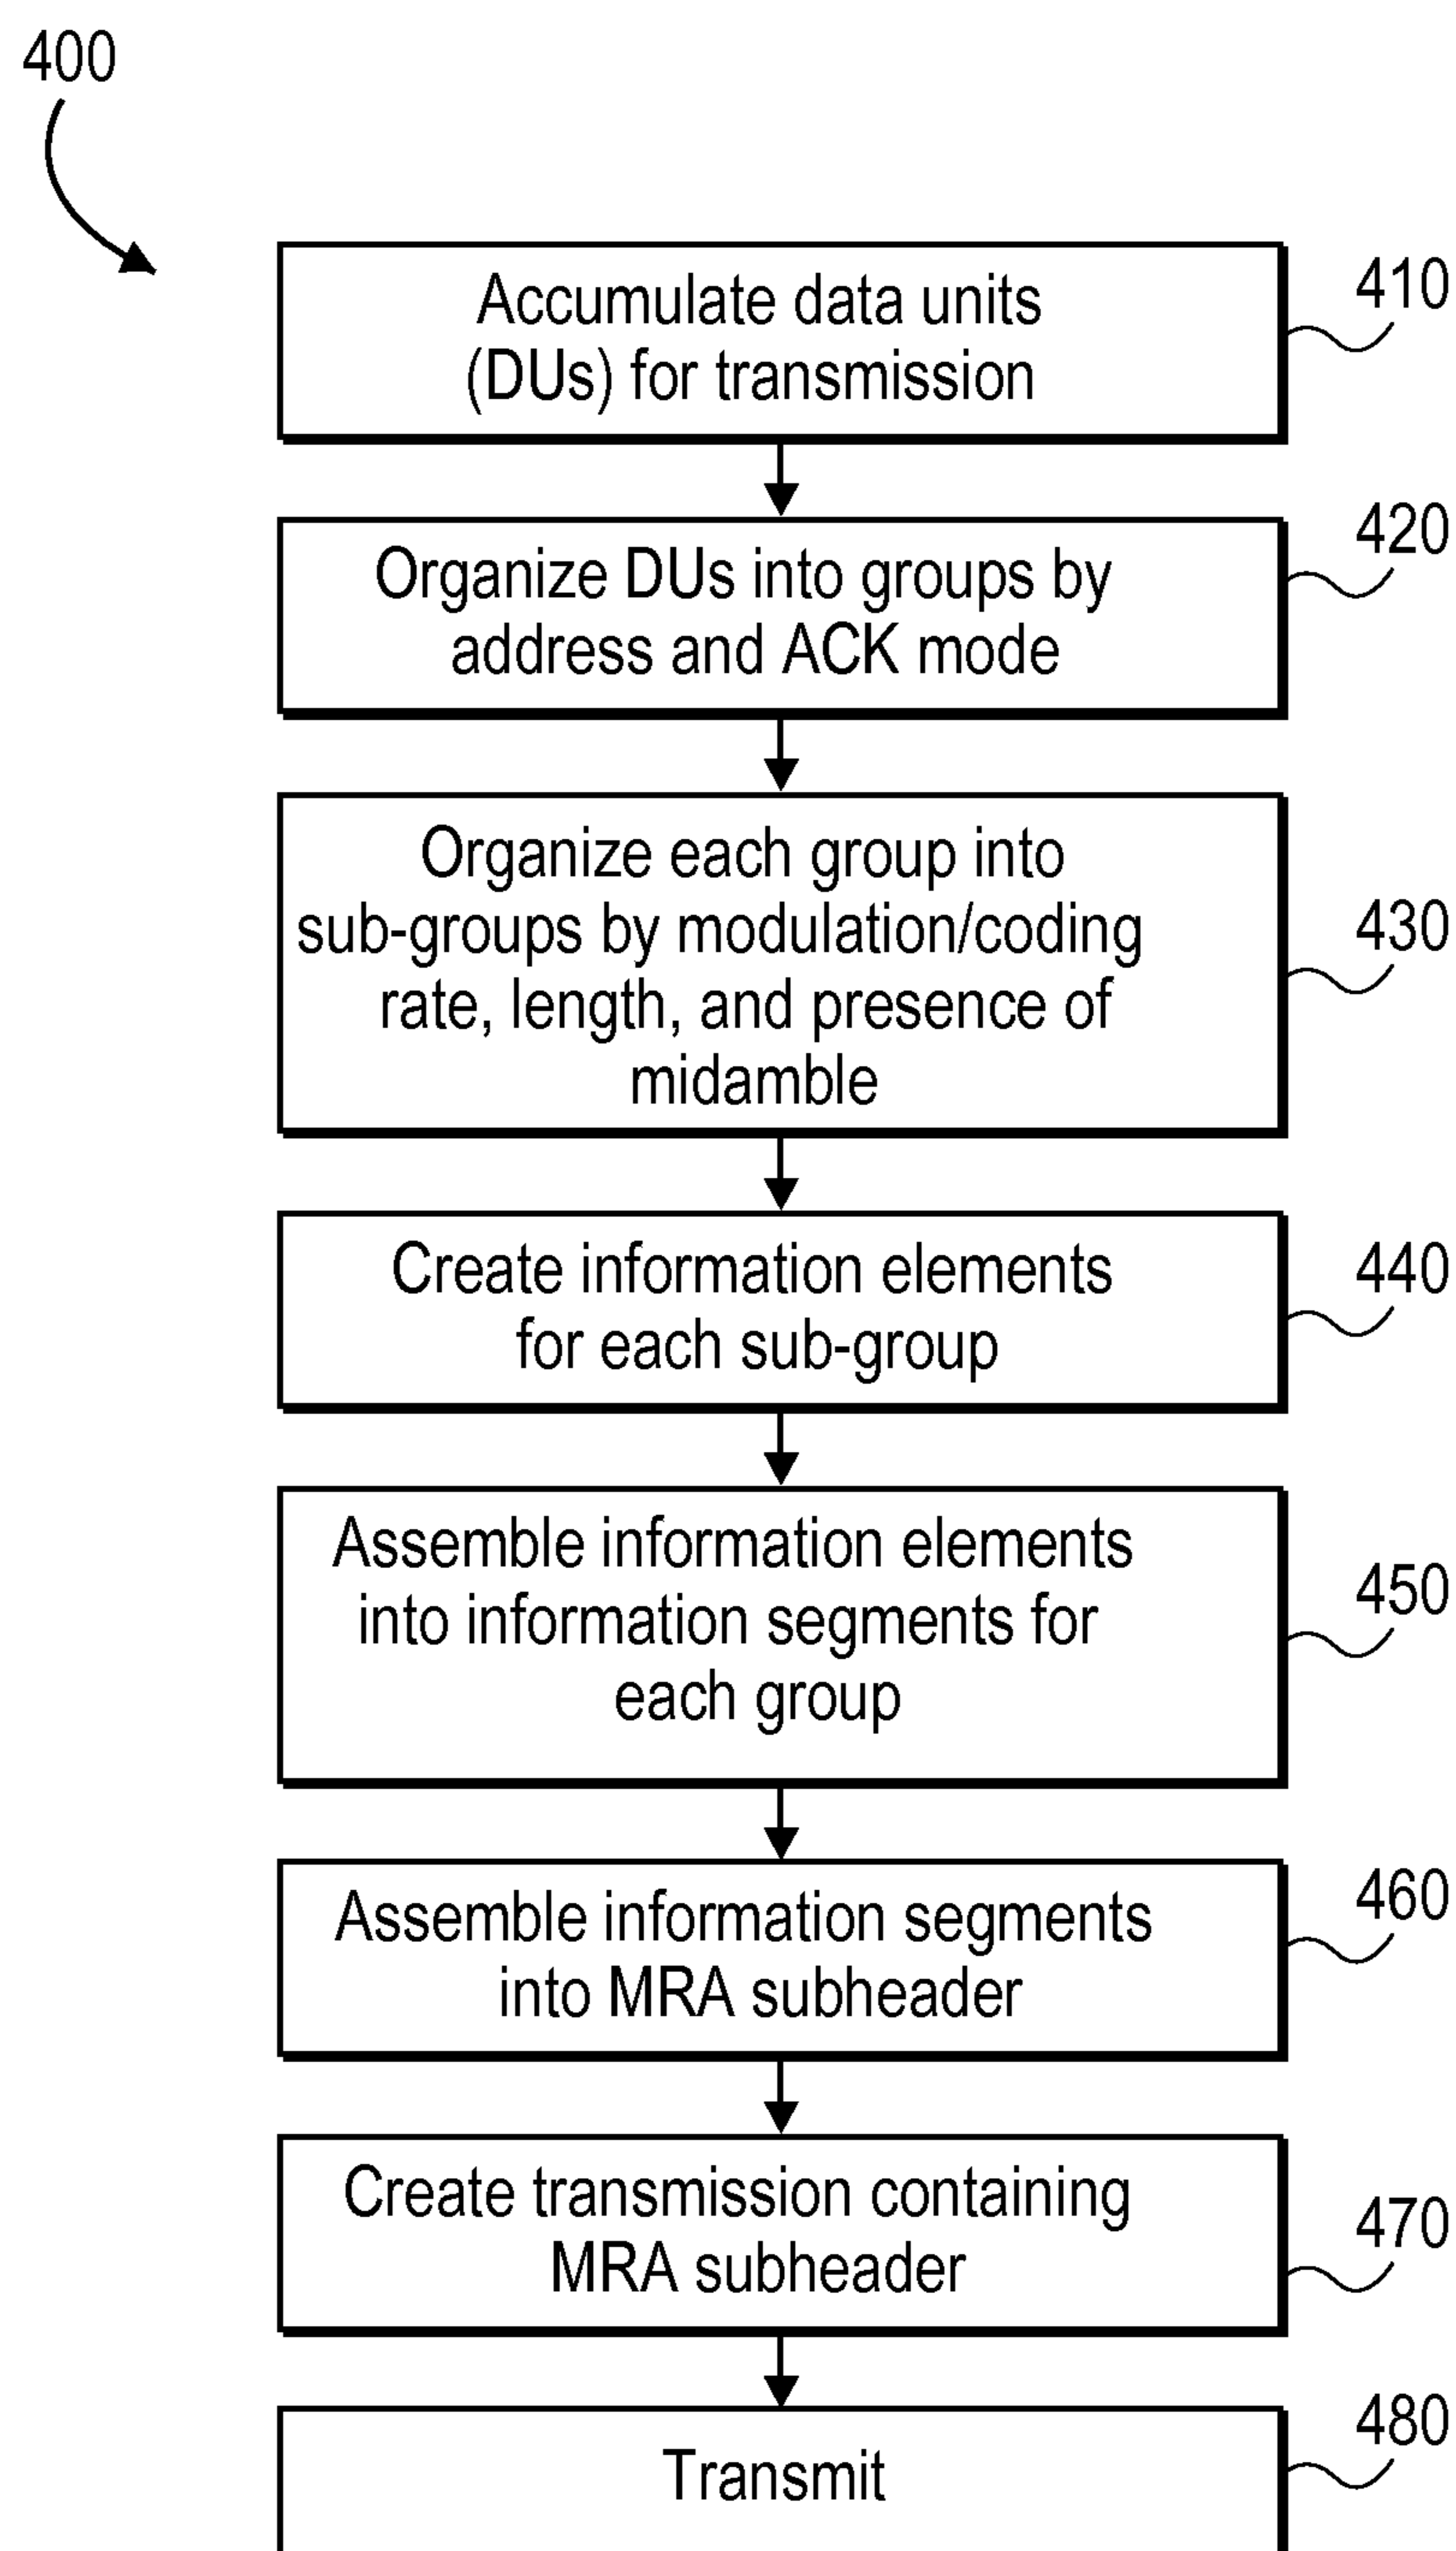 400
Accumulate data units
(DUs) for transmission
410
Organize DUs into groups by
address and ACK mode
420
Organize each group into
sub-groups by modulation/coding
rate, length, and presence of
midamble
430
Create information elements
for each sub-group
440
Assemble information elements
into information segments for
each group
450
Assemble information segments
into MRA subheader
460
Create transmission containing
MRA subheader
470
Transmit
480